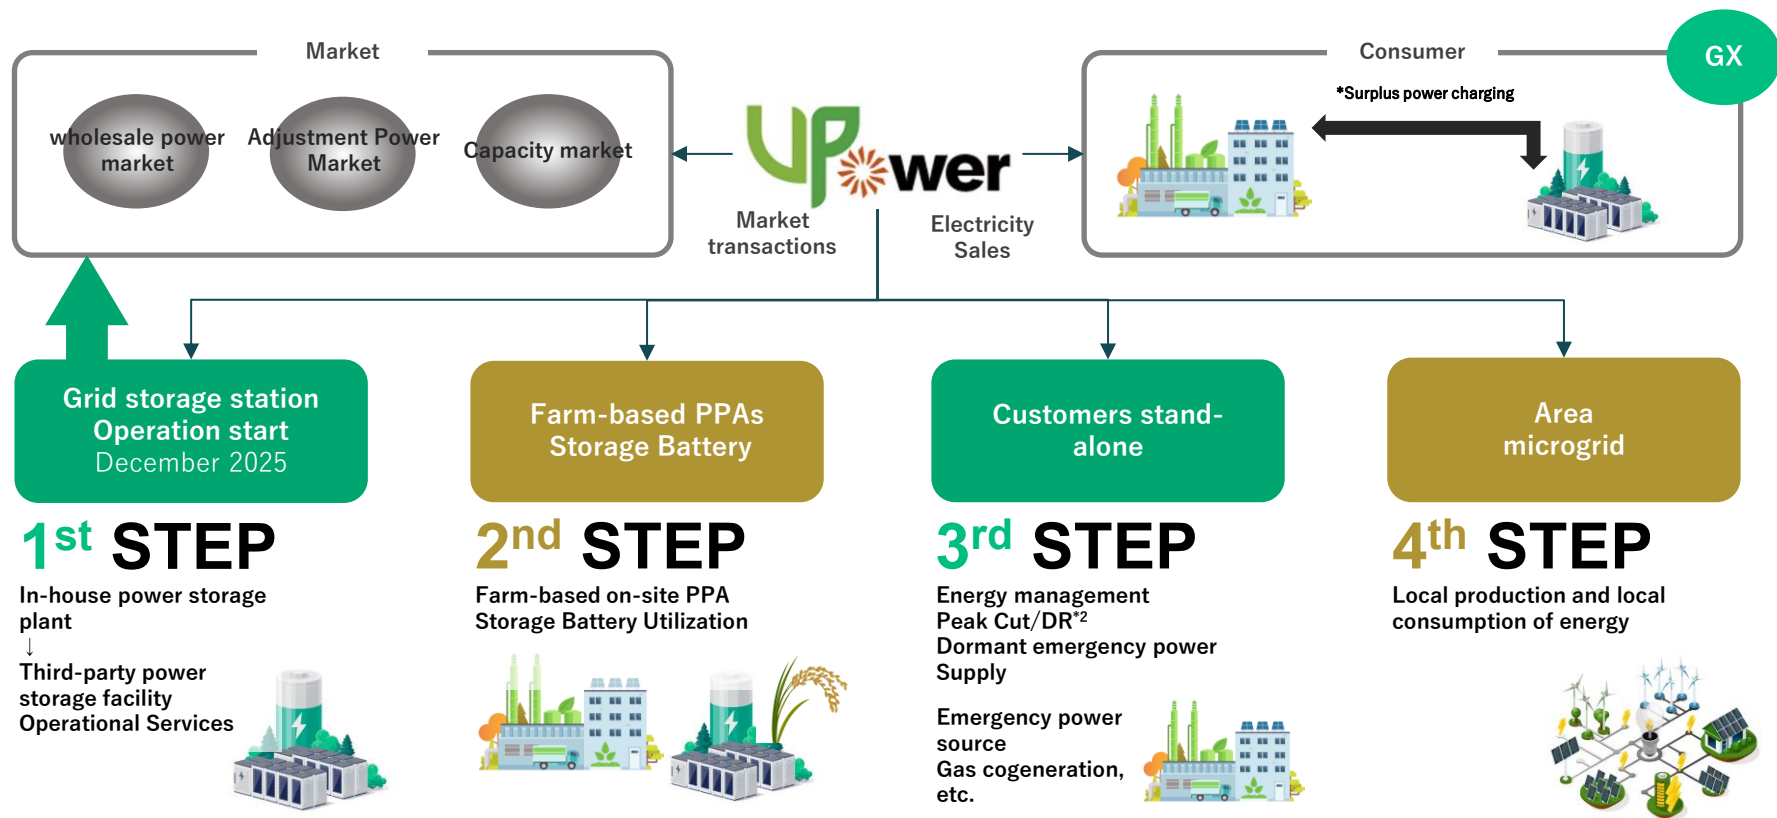 Market
wholesale power
market
Adjustment Power
Market
Capacity market
UPower
Market
transactions
Electricity
Sales
Consumer
GX
*Surplus power charging
Grid storage station
Operation start
December 2025
Farm-based PPAs
Storage Battery
Customers stand-
alone
Area
microgrid
1st STEP
In-house power storage
plant
↓
Third-party power
storage facility
Operational Services
2nd STEP
Farm-based on-site PPA
Storage Battery Utilization
3rd STEP
Energy management
Peak Cut/DR*2
Dormant emergency power
Supply
Emergency power
source
Gas cogeneration,
etc.
4th STEP
Local production and local
consumption of energy